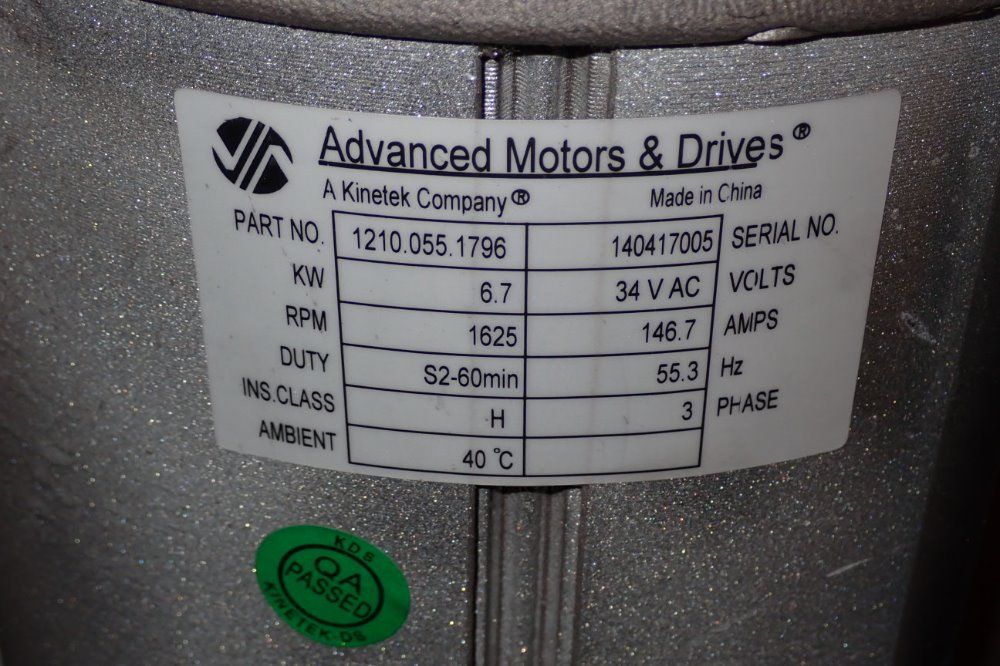 Advanced Motors & Drives®
A Kinetek Company® Made in China
PART NO. 1210.055.1796 140417005 SERIAL NO.
KW 6.7 34 V AC VOLTS
RPM 1625 146.7 AMPS
DUTY S2-60min 55.3 Hz
INS.CLASS H 3 PHASE
AMBIENT 40 °C
KDS
QA
PASSED
KINETEK-DS